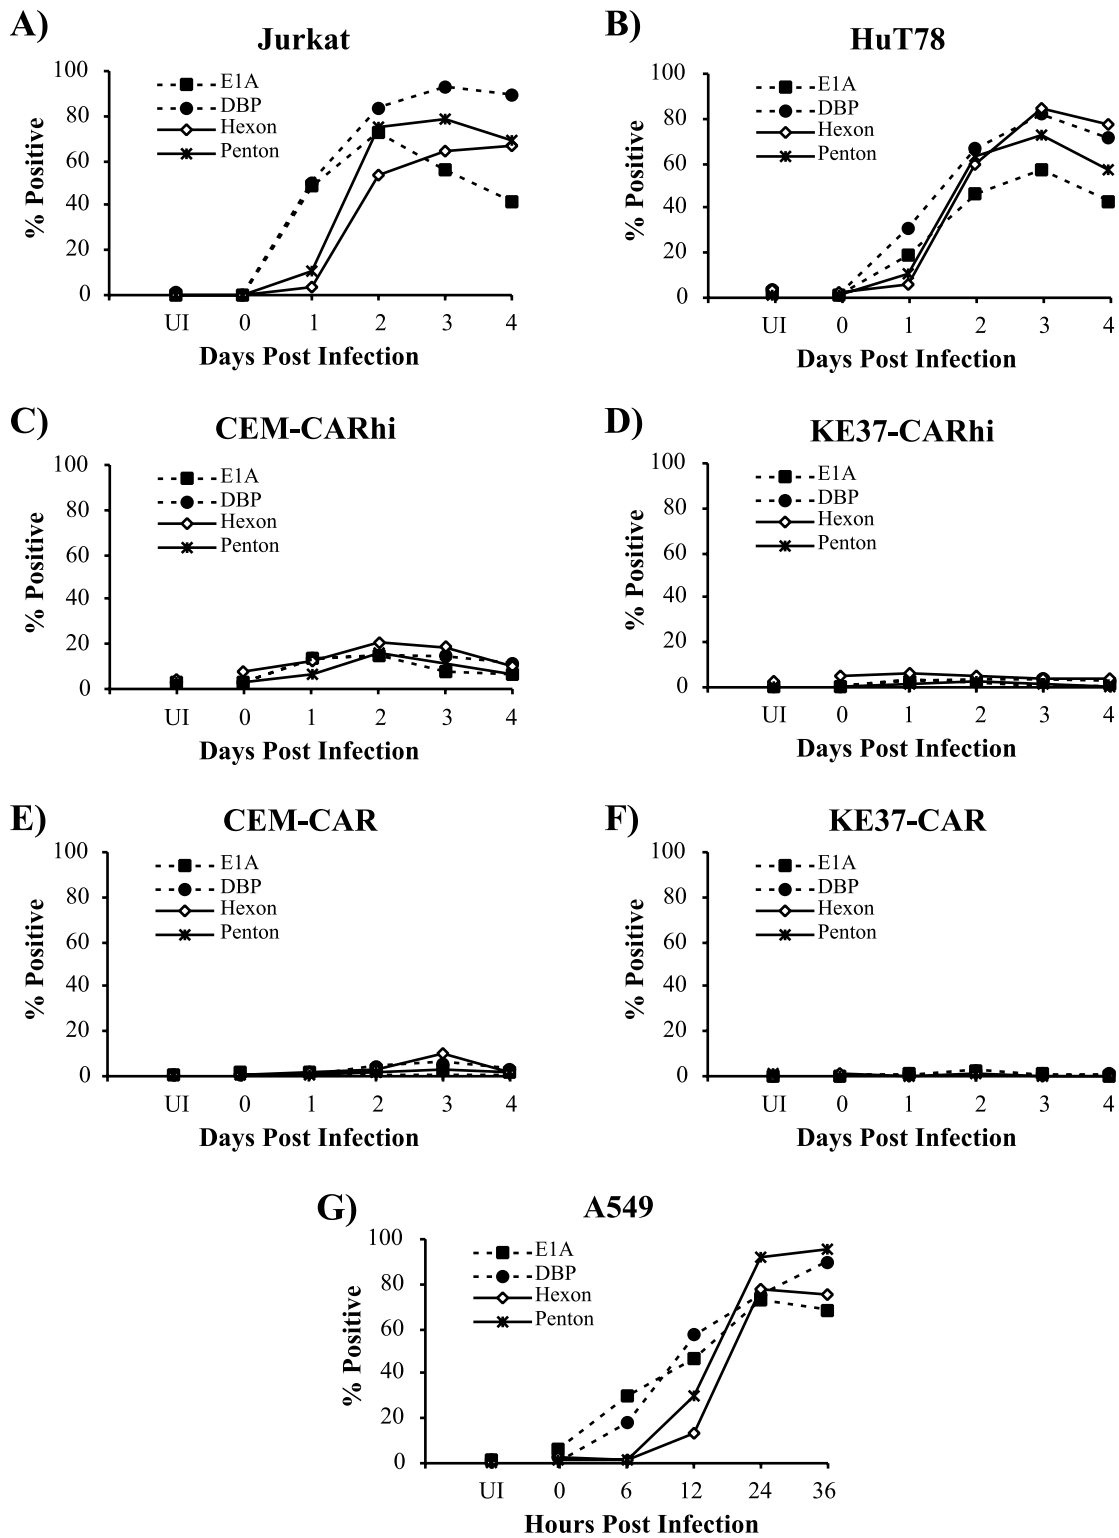 A)
Jurkat
100
80
60
40
20
0
% Positive
E1A
DBP
Hexon
Penton
UI 0 1 2 3 4
Days Post Infection
B)
HuT78
100
80
60
40
20
0
% Positive
E1A
DBP
Hexon
Penton
UI 0 1 2 3 4
Days Post Infection
C)
CEM-CARhi
100
80
60
40
20
0
% Positive
E1A
DBP
Hexon
Penton
UI 0 1 2 3 4
Days Post Infection
D)
KE37-CARhi
100
80
60
40
20
0
% Positive
E1A
DBP
Hexon
Penton
UI 0 1 2 3 4
Days Post Infection
E)
CEM-CAR
100
80
60
40
20
0
% Positive
E1A
DBP
Hexon
Penton
UI 0 1 2 3 4
Days Post Infection
F)
KE37-CAR
100
80
60
40
20
0
% Positive
E1A
DBP
Hexon
Penton
UI 0 1 2 3 4
Days Post Infection
G)
A549
100
80
60
40
20
0
% Positive
E1A
DBP
Hexon
Penton
UI 0 6 12 24 36
Hours Post Infection